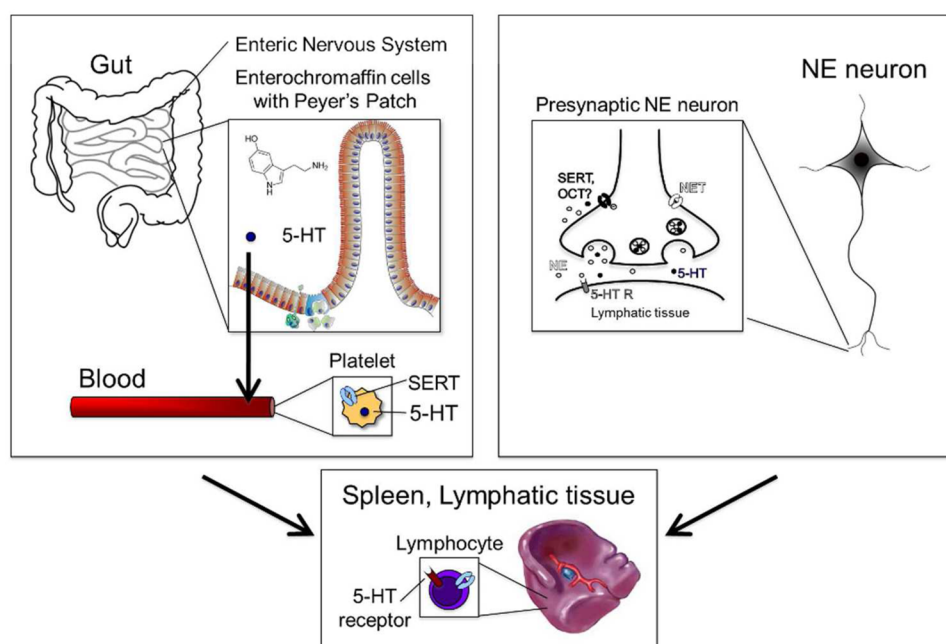 Gut
Enteric Nervous System
Enterochromaffin cells
with Peyer's Patch
HO
NH₂
N
H
5-HT
Blood
Platelet
SERT
5-HT
NE neuron
Presynaptic NE neuron
SERT,
OCT?
NET
NE
5-HT
5-HT R
Lymphatic tissue
Spleen, Lymphatic tissue
Lymphocyte
5-HT
receptor